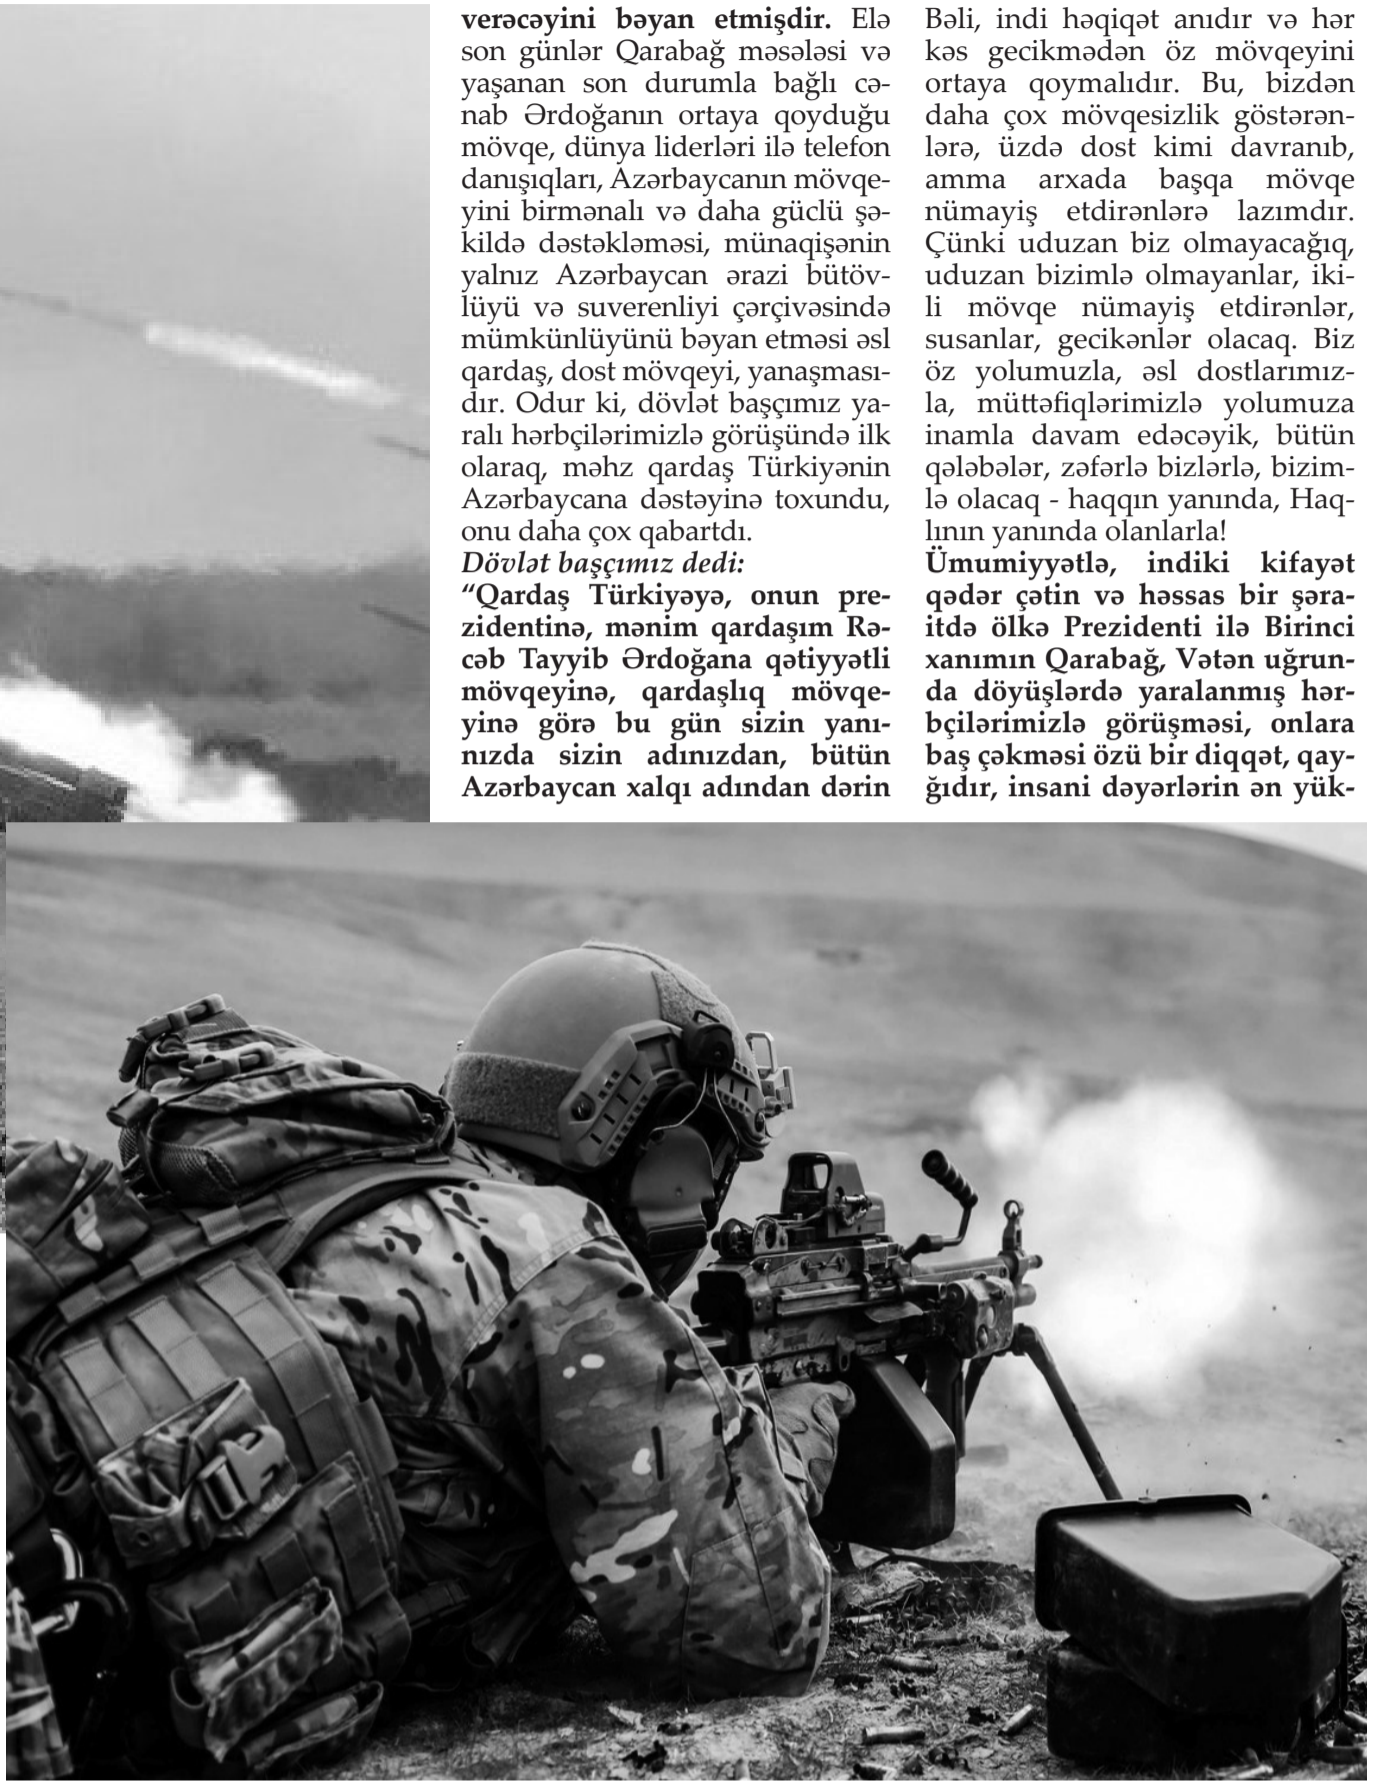 verəcəyini bəyan etmişdir. Elə
son günlər Qarabağ məsələsi və
yaşanan son durumla bağlı cə-
nab Ərdoğanın ortaya qoyduğu
mövqe, dünya liderləri ilə telefon
danışıqları, Azərbaycanın mövqe-
yini birmənalı və daha güclü şə-
kildə dəstəkləməsi, münaqişənin
yalnız Azərbaycan ərazi bütöv-
lüyü və suverenliyi çərçivəsində
mümkünlüyünü bəyan etməsi əsl
qardaş, dost mövqeyi, yanaşması-
dır. Odur ki, dövlət başçımız ya-
ralı hərbçilərimizlə görüşündə ilk
olaraq, məhz qardaş Türkiyənin
Azərbaycana dəstəyinə toxundu,
onu daha çox qabartdı.
Dövlət başçımız dedi:
“Qardaş Türkiyəyə, onun pre-
zidentinə, mənim qardaşım Rə-
cəb Tayyib Ərdoğana qətiyyətli
mövqeyinə, qardaşlıq mövqe-
yinə görə bu gün sizin yanı-
nızda sizin adınızdan, bütün
Azərbaycan xalqı adından dərin
Bəli, indi həqiqət anıdır və hər
kəs gecikmədən öz mövqeyini
ortaya qoymalıdır. Bu, bizdən
daha çox mövqesizlik göstərən-
lərə, üzdə dost kimi davranıb,
amma arxada başqa mövqe
nümayiş etdirənlərə lazımdır.
Çünki uduzan biz olmayacağıq,
uduzan bizimlə olmayanlar, iki-
li mövqe nümayiş etdirənlər,
susanlar, gecikənlər olacaq. Biz
öz yolumuzla, əsl dostlarımız-
la, müttəfiqlərimizlə yolumuza
inamla davam edəcəyik, bütün
qələbələr, zəfərlə bizlərlə, bizim-
lə olacaq - haqqın yanında, Haq-
lının yanında olanlarla!
Ümumiyyətlə, indiki kifayət
qədər çətin və həssas bir şəra-
itdə ölkə Prezidenti ilə Birinci
xanımın Qarabağ, Vətən uğrun-
da döyüşlərdə yaralanmış hər-
bçilərimizlə görüşməsi, onlara
baş çəkməsi özü bir diqqət, qay-
ğıdır, insani dəyərlərin ən yük-